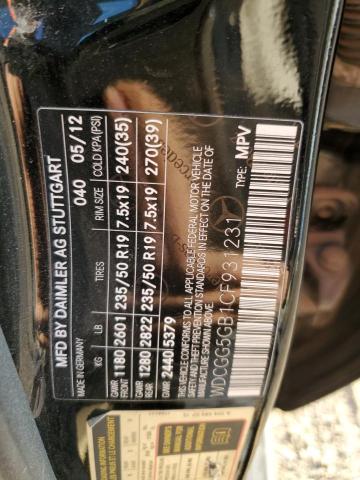 MFD BY DAIMLER AG STUTTGART
MADE IN GERMANY 040 05/12
KG LB TIRES RIM SIZE COLD KPA(PSI)
GAWR FRONT 1180 2601 235/50 R19 7.5x19 240(35)
GAWR REAR 1280 2822 235/50 R19 7.5x19 270(39)
GVWR 2440 5379
THIS VEHICLE CONFORMS TO ALL APPLICABLE FEDERAL MOTOR VEHICLE
SAFETY AND THEFT PREVENTION STANDARDS IN EFFECT ON THE DATE OF
MANUFACTURE SHOWN ABOVE.
WDCGG5GB1CF931231 TYPE: MPV